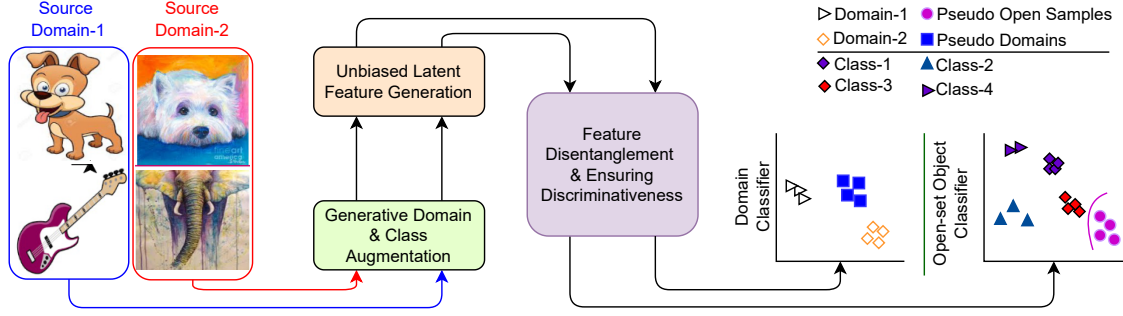 Source
Domain-1
Source
Domain-2
Unbiased Latent
Feature Generation
Generative Domain
& Class
Augmentation
Feature
Disentanglement
& Ensuring
Discriminativeness
Domain-1
Pseudo Open Samples
Domain-2
Pseudo Domains
Class-1
Class-2
Class-3
Class-4
Domain
Classifier
Open-set Object
Classifier